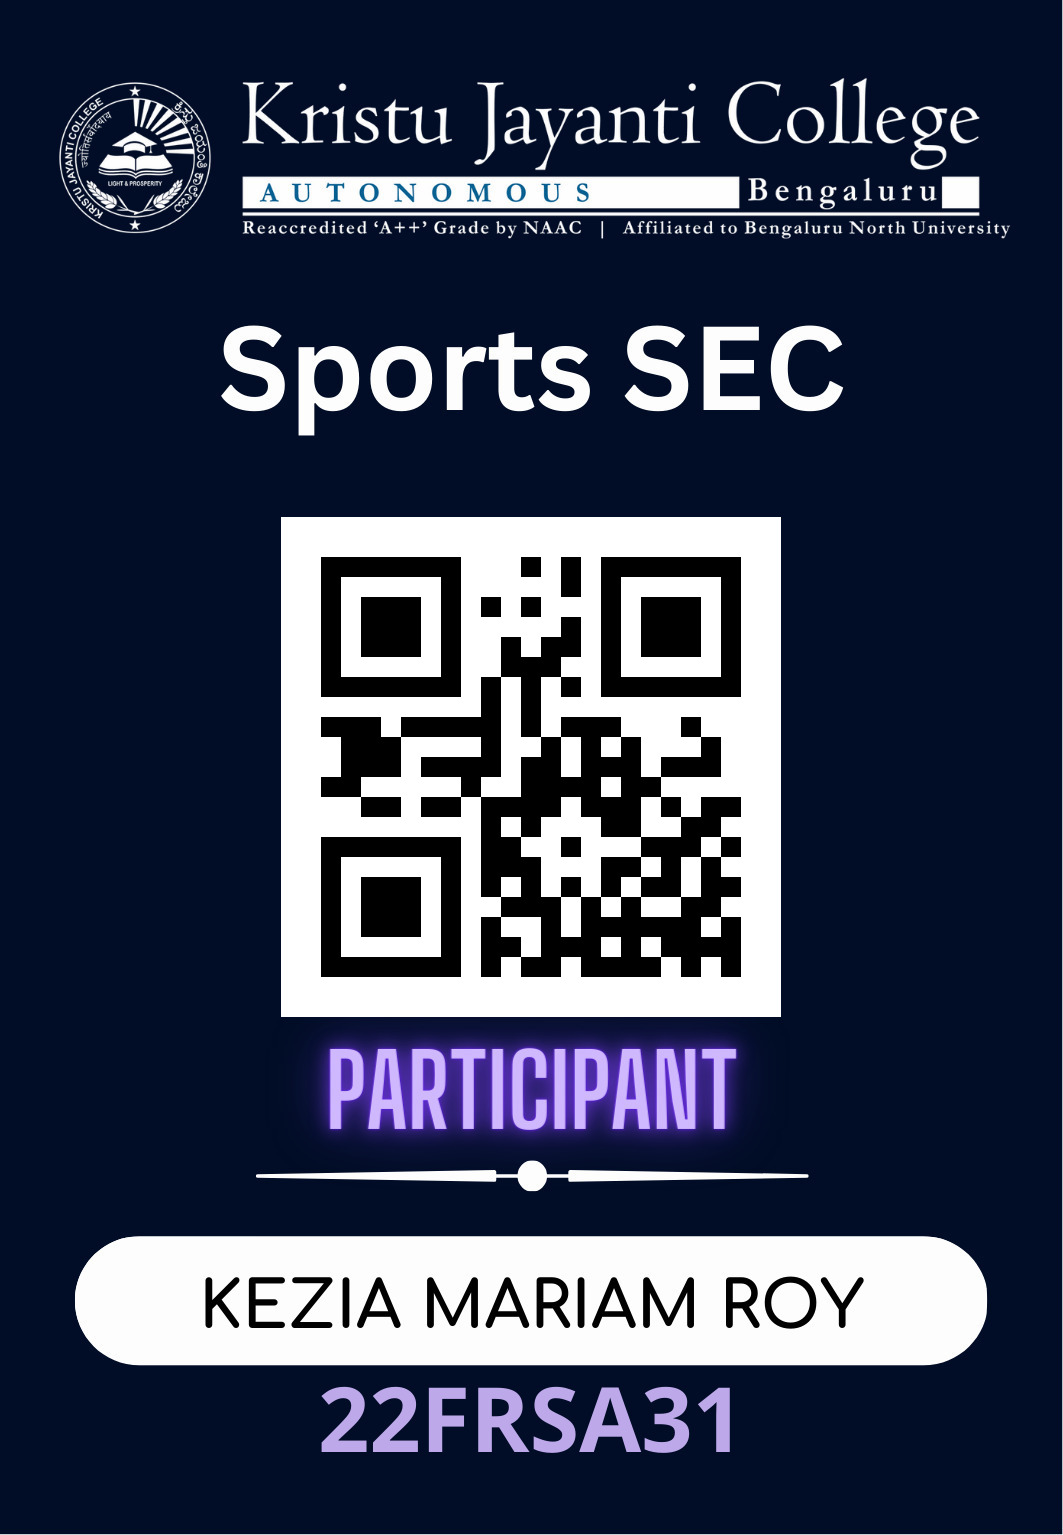 Kristu Jayanti College
AUTONOMOUS Bengaluru
Reaccredited ‘A++’ Grade by NAAC | Affiliated to Bengaluru North University
KRISTU JAYANTI COLLEGE
LIGHT & PROSPERITY
Sports SEC
PARTICIPANT
KEZIA MARIAM ROY
22FRSA31